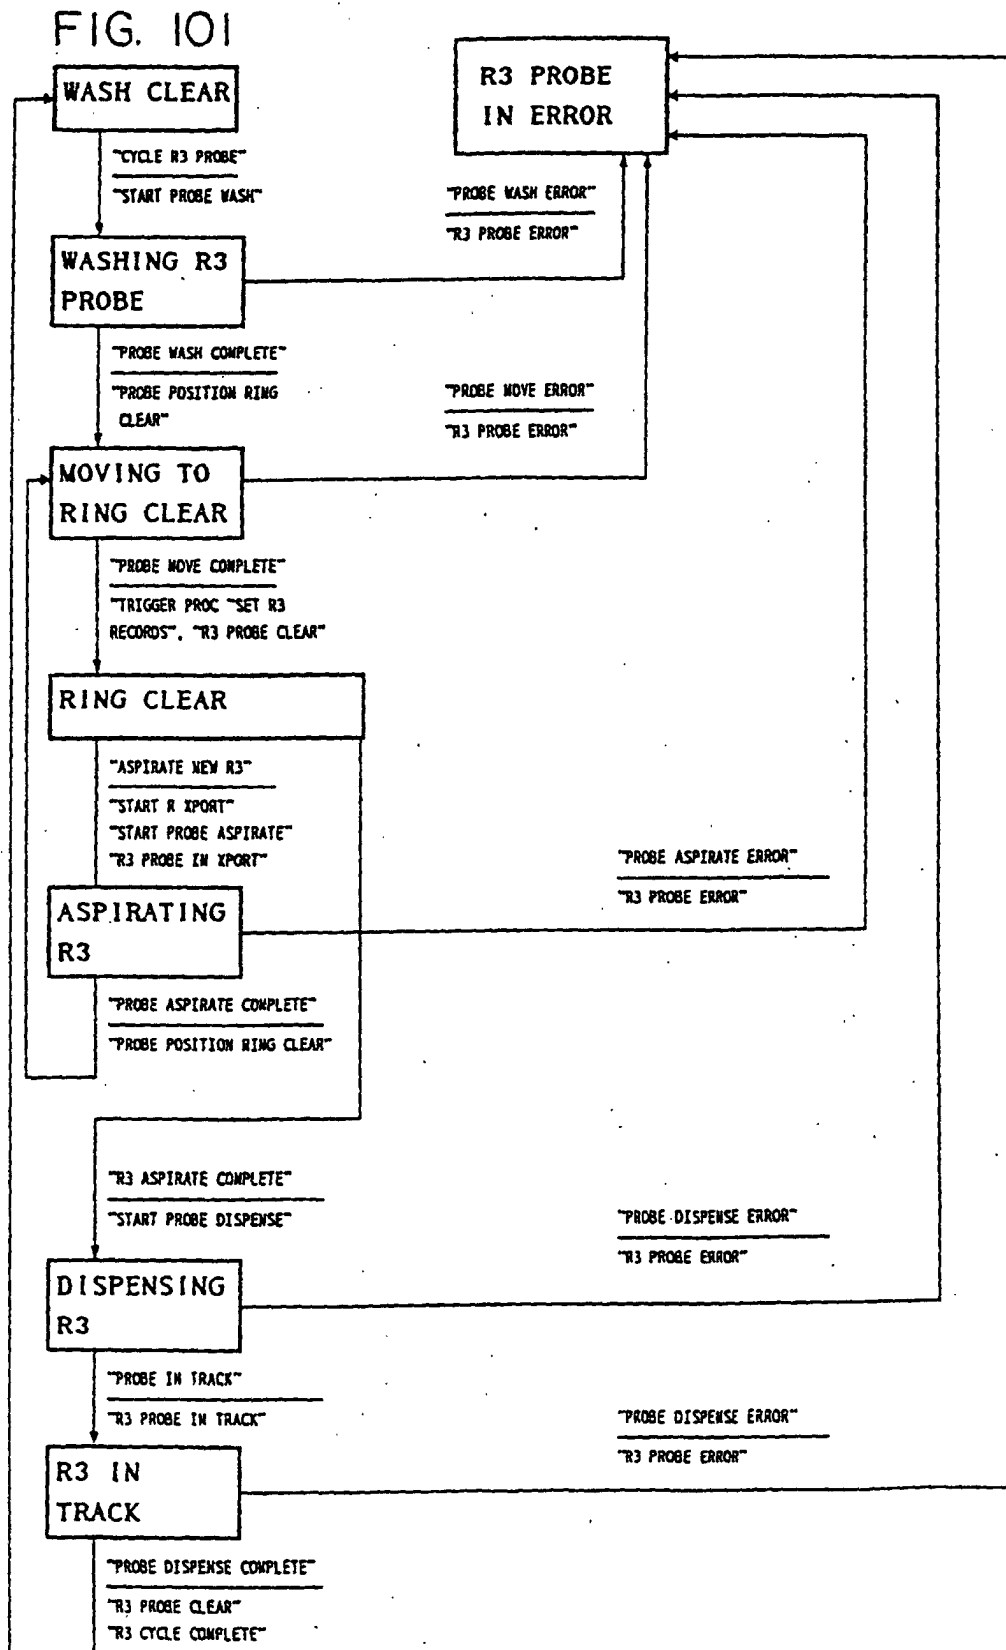 FIG. 101
WASH CLEAR
R3 PROBE
IN ERROR
"CYCLE R3 PROBE"
"START PROBE WASH"
"PROBE WASH ERROR"
"R3 PROBE ERROR"
WASHING R3
PROBE
"PROBE WASH COMPLETE"
"PROBE POSITION RING
CLEAR"
"PROBE MOVE ERROR"
"R3 PROBE ERROR"
MOVING TO
RING CLEAR
"PROBE MOVE COMPLETE"
"TRIGGER PROC "SET R3
RECORDS", "R3 PROBE CLEAR"
RING CLEAR
"ASPIRATE NEW R3"
"START R XPORT"
"START PROBE ASPIRATE"
"R3 PROBE IN XPORT"
"PROBE ASPIRATE ERROR"
"R3 PROBE ERROR"
ASPIRATING
R3
"PROBE ASPIRATE COMPLETE"
"PROBE POSITION RING CLEAR"
"R3 ASPIRATE COMPLETE"
"START PROBE DISPENSE"
"PROBE DISPENSE ERROR"
"R3 PROBE ERROR"
DISPENSING
R3
"PROBE IN TRACK"
"R3 PROBE IN TRACK"
"PROBE DISPENSE ERROR"
"R3 PROBE ERROR"
R3 IN
TRACK
"PROBE DISPENSE COMPLETE"
"R3 PROBE CLEAR"
"R3 CYCLE COMPLETE"